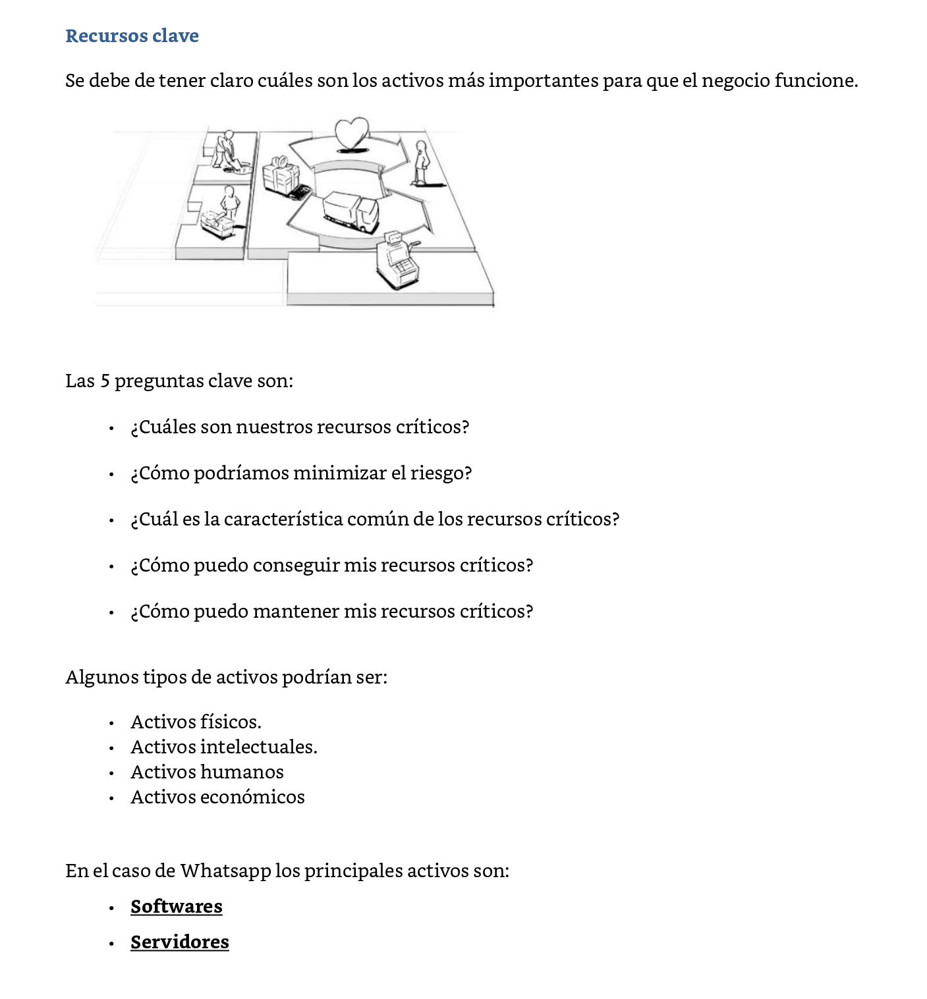 Recursos clave
Se debe de tener claro cuáles son los activos más importantes para que el negocio funcione.
Las 5 preguntas clave son:
• ¿Cuáles son nuestros recursos críticos?
• ¿Cómo podríamos minimizar el riesgo?
• ¿Cuál es la característica común de los recursos críticos?
• ¿Cómo puedo conseguir mis recursos críticos?
• ¿Cómo puedo mantener mis recursos críticos?
Algunos tipos de activos podrían ser:
• Activos físicos.
• Activos intelectuales.
• Activos humanos
• Activos económicos
En el caso de Whatsapp los principales activos son:
• Softwares
• Servidores